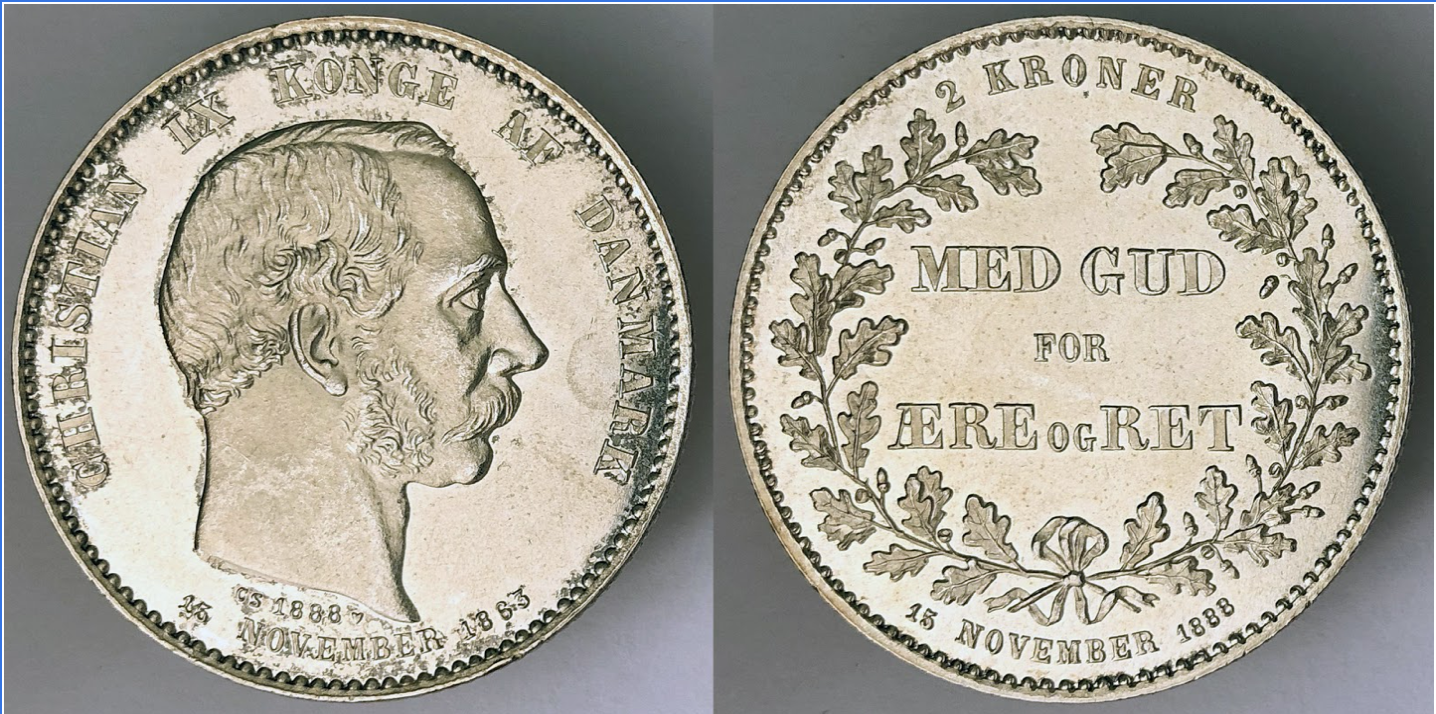 CHRISTIAN IX KONGE AF DANMARK
CS 1888
15 NOVEMBER 1863
2 KRONER
MED GUD
FOR
ÆRE OG RET
15 NOVEMBER 1888